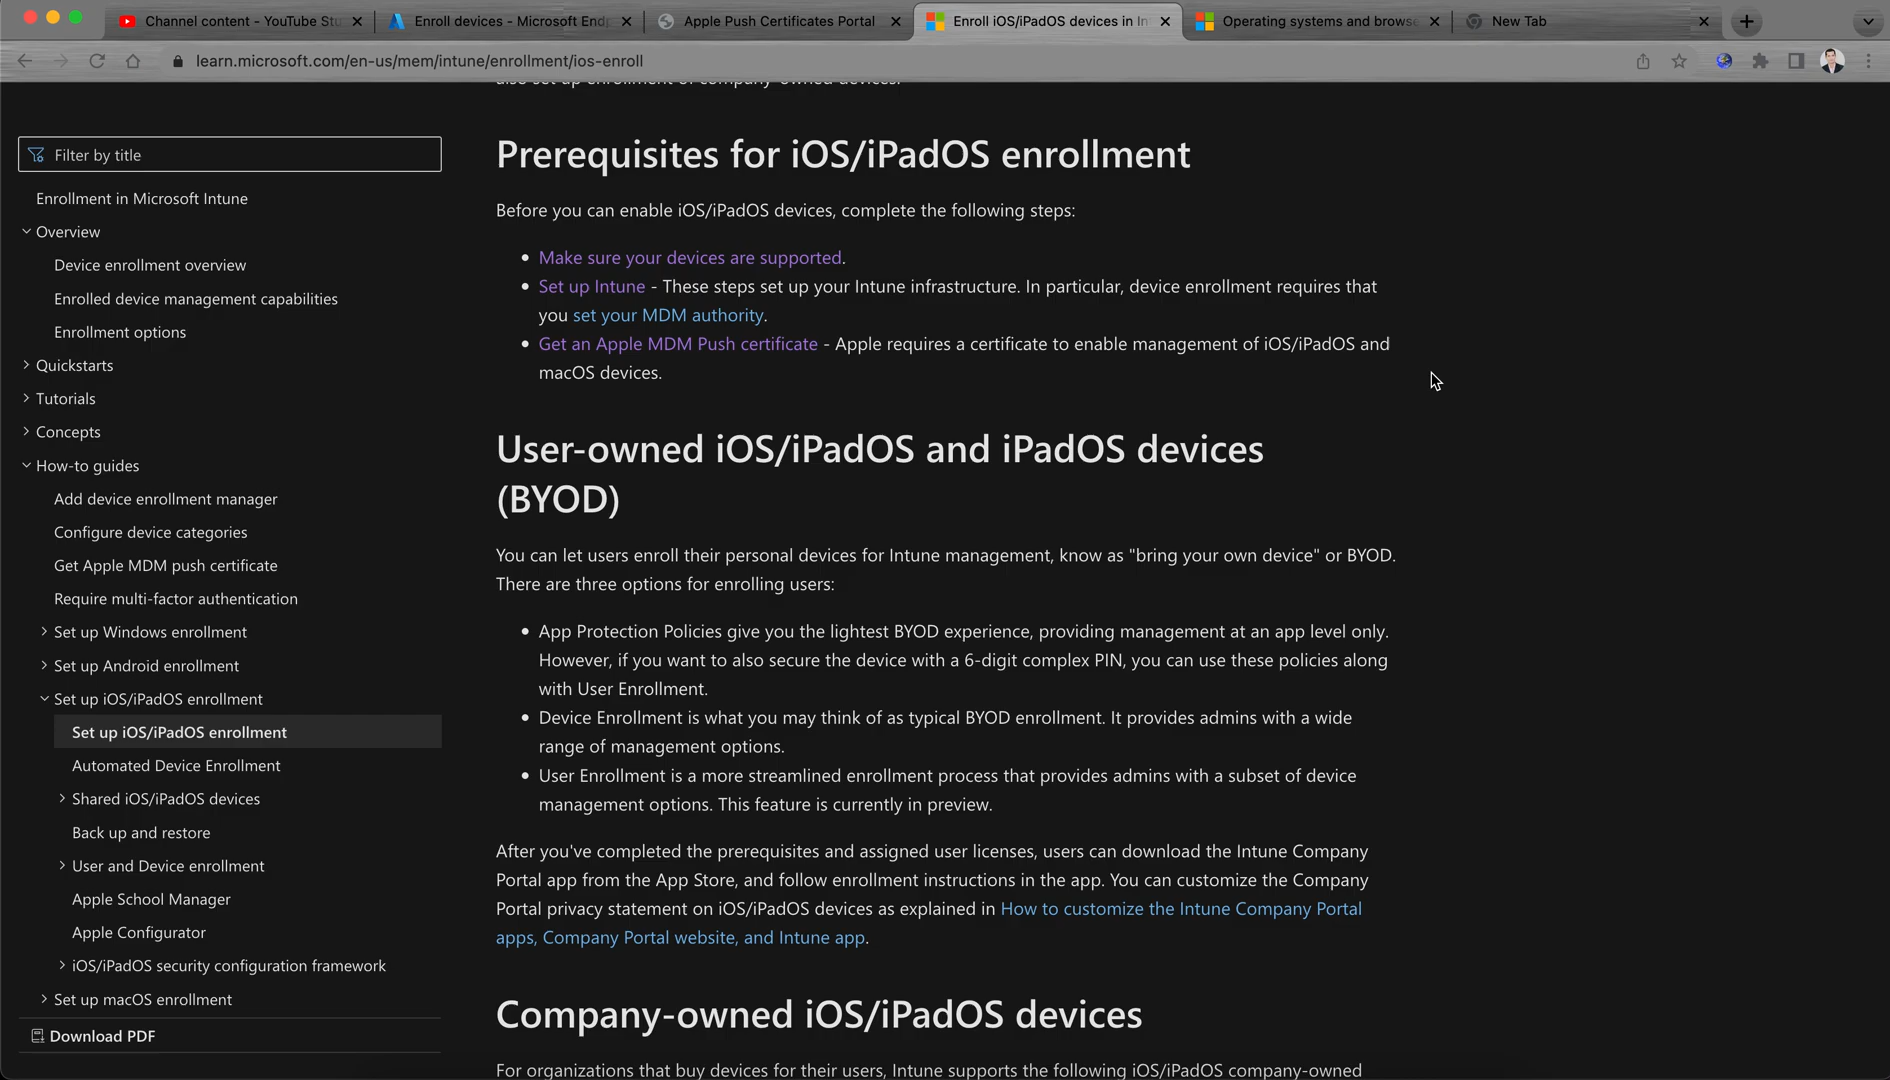 Channel content - YouTube Stu
Enroll devices - Microsoft Endp
Apple Push Certificates Portal
Enroll iOS/iPadOS devices in Int
Operating systems and browse
New Tab
learn.microsoft.com/en-us/mem/intune/enrollment/ios-enroll
also set up enrollment of company-owned devices.
Filter by title
Enrollment in Microsoft Intune
Overview
Device enrollment overview
Enrolled device management capabilities
Enrollment options
Quickstarts
Tutorials
Concepts
How-to guides
Add device enrollment manager
Configure device categories
Get Apple MDM push certificate
Require multi-factor authentication
Set up Windows enrollment
Set up Android enrollment
Set up iOS/iPadOS enrollment
Set up iOS/iPadOS enrollment
Automated Device Enrollment
Shared iOS/iPadOS devices
Back up and restore
User and Device enrollment
Apple School Manager
Apple Configurator
iOS/iPadOS security configuration framework
Set up macOS enrollment
Download PDF
Prerequisites for iOS/iPadOS enrollment
Before you can enable iOS/iPadOS devices, complete the following steps:
• Make sure your devices are supported.
• Set up Intune - These steps set up your Intune infrastructure. In particular, device enrollment requires that
you set your MDM authority.
• Get an Apple MDM Push certificate - Apple requires a certificate to enable management of iOS/iPadOS and
macOS devices.
User-owned iOS/iPadOS and iPadOS devices
(BYOD)
You can let users enroll their personal devices for Intune management, know as "bring your own device" or BYOD.
There are three options for enrolling users:
• App Protection Policies give you the lightest BYOD experience, providing management at an app level only.
However, if you want to also secure the device with a 6-digit complex PIN, you can use these policies along
with User Enrollment.
• Device Enrollment is what you may think of as typical BYOD enrollment. It provides admins with a wide
range of management options.
• User Enrollment is a more streamlined enrollment process that provides admins with a subset of device
management options. This feature is currently in preview.
After you've completed the prerequisites and assigned user licenses, users can download the Intune Company
Portal app from the App Store, and follow enrollment instructions in the app. You can customize the Company
Portal privacy statement on iOS/iPadOS devices as explained in How to customize the Intune Company Portal
apps, Company Portal website, and Intune app.
Company-owned iOS/iPadOS devices
For organizations that buy devices for their users, Intune supports the following iOS/iPadOS company-owned